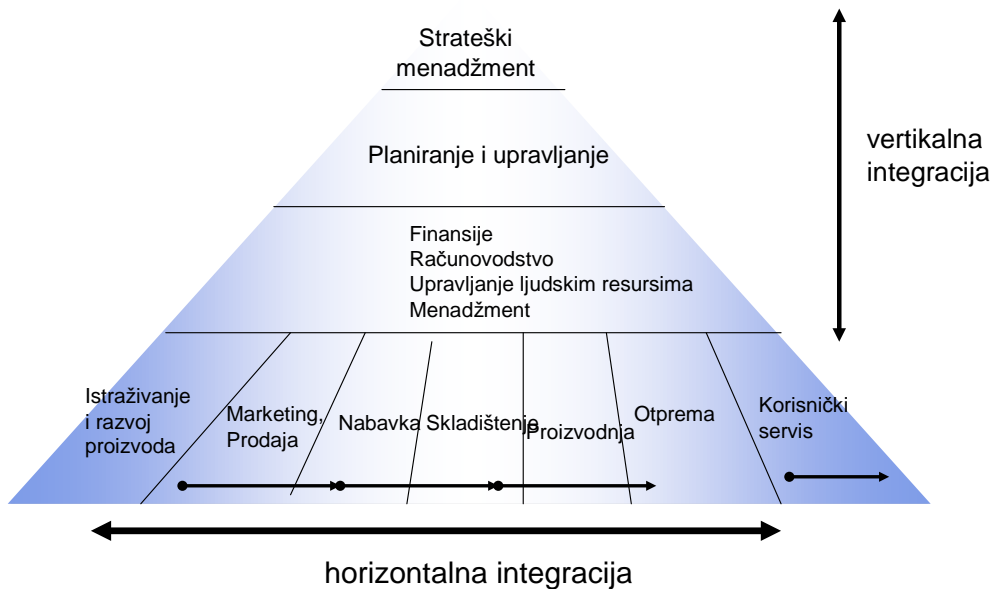 Strateški
menadžment
Planiranje i upravljanje
vertikalna
integracija
Finansije
Računovodstvo
Upravljanje ljudskim resursima
Menadžment
Istraživanje
i razvoj
proizvoda
Marketing,
Prodaja
Nabavka
Skladištenje
Proizvodnja
Otprema
Korisnički
servis
horizontalna integracija